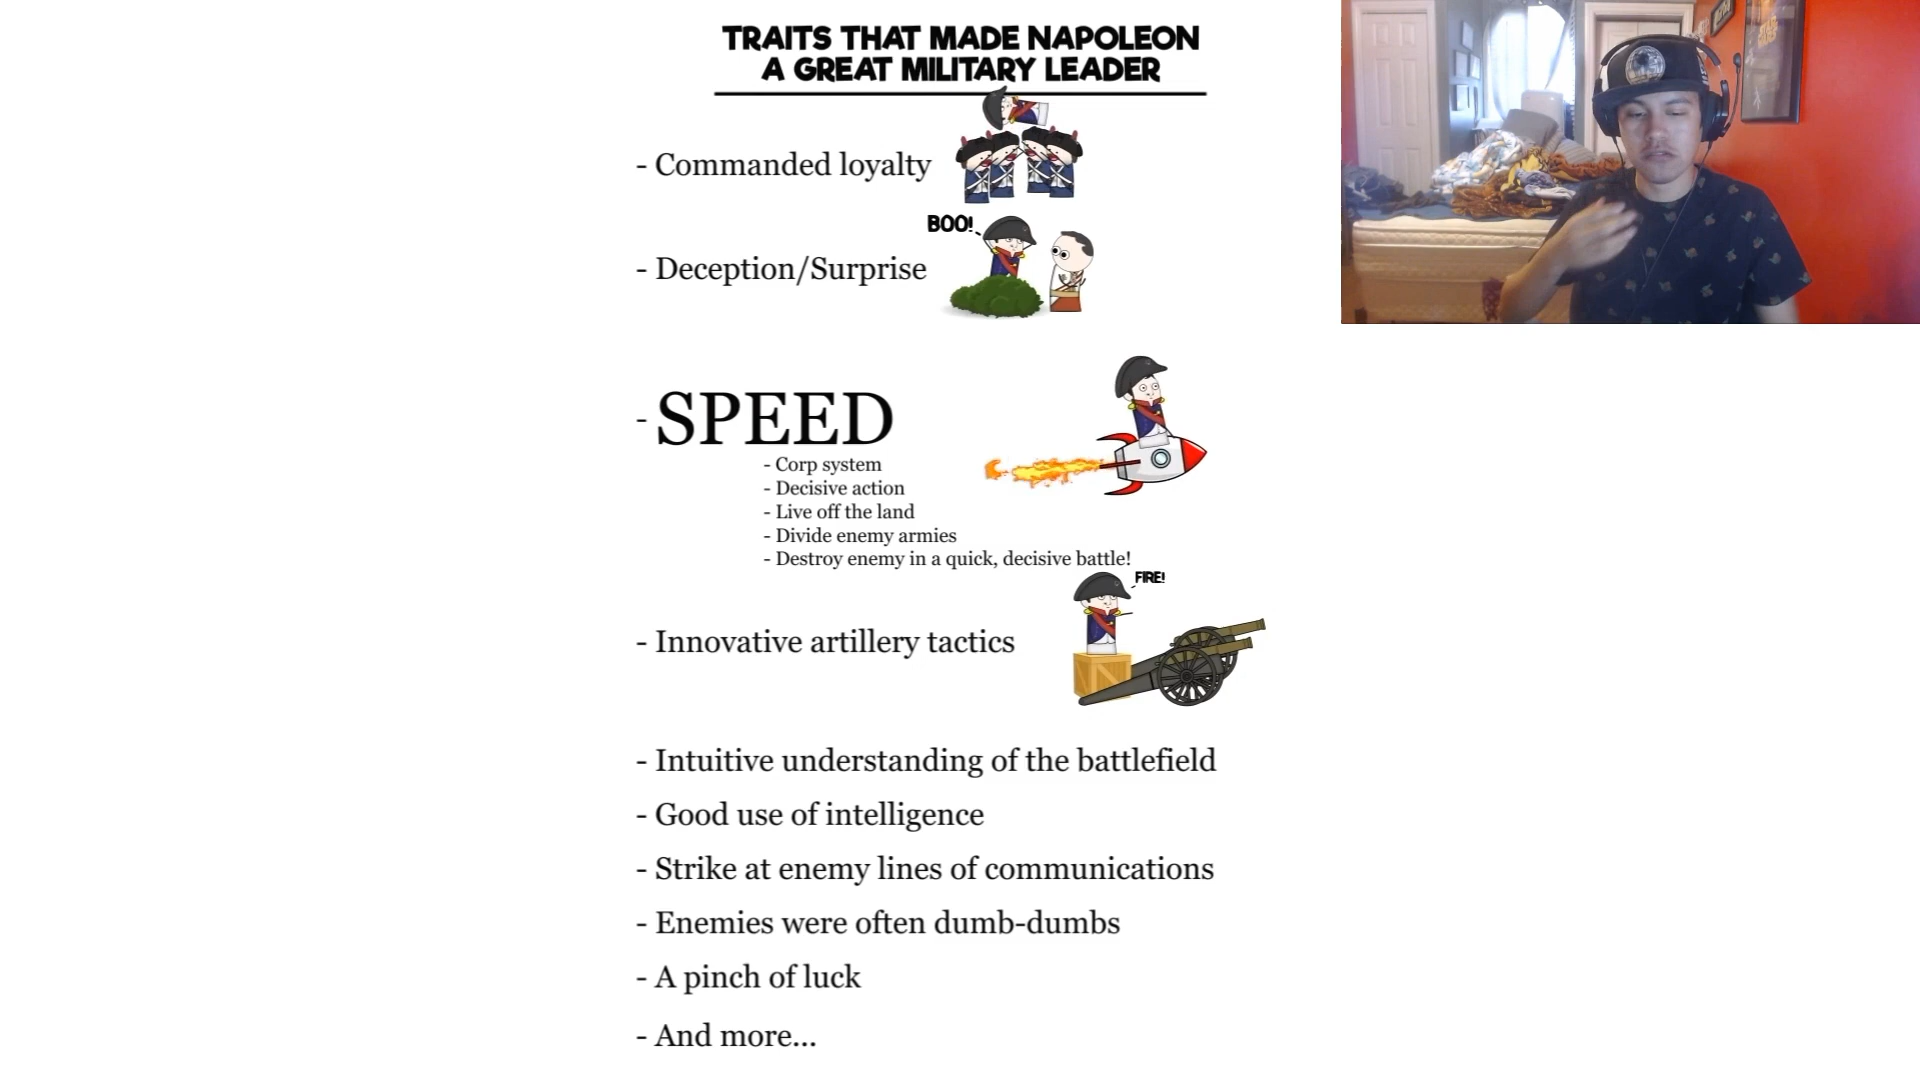 TRAITS THAT MADE NAPOLEON
A GREAT MILITARY LEADER
- Commanded loyalty
BOO!
- Deception/Surprise
- SPEED
- Corp system
- Decisive action
- Live off the land
- Divide enemy armies
- Destroy enemy in a quick, decisive battle!
FIRE!
- Innovative artillery tactics
- Intuitive understanding of the battlefield
- Good use of intelligence
- Strike at enemy lines of communications
- Enemies were often dumb-dumbs
- A pinch of luck
- And more...